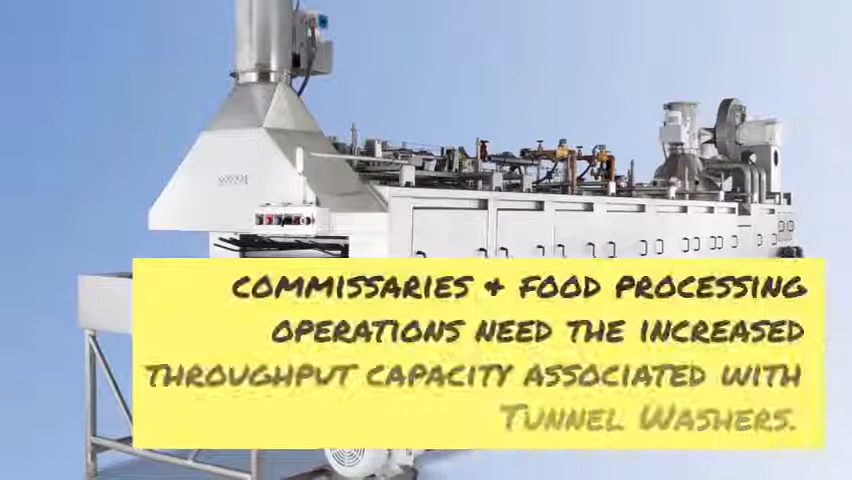 COMMISSARIES & FOOD PROCESSING
OPERATIONS NEED THE INCREASED
THROUGHPUT CAPACITY ASSOCIATED WITH
TUNNEL WASHERS.